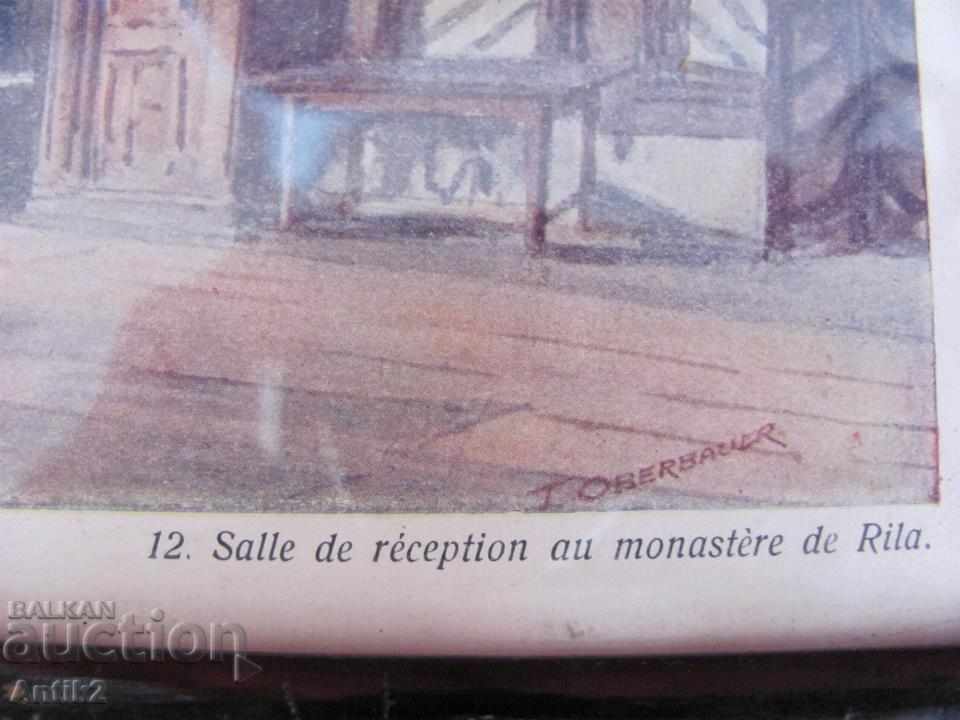 J. OBERBAUER
12. Salle de réception au monastère de Rila.
BALKAN
auction
Antik2